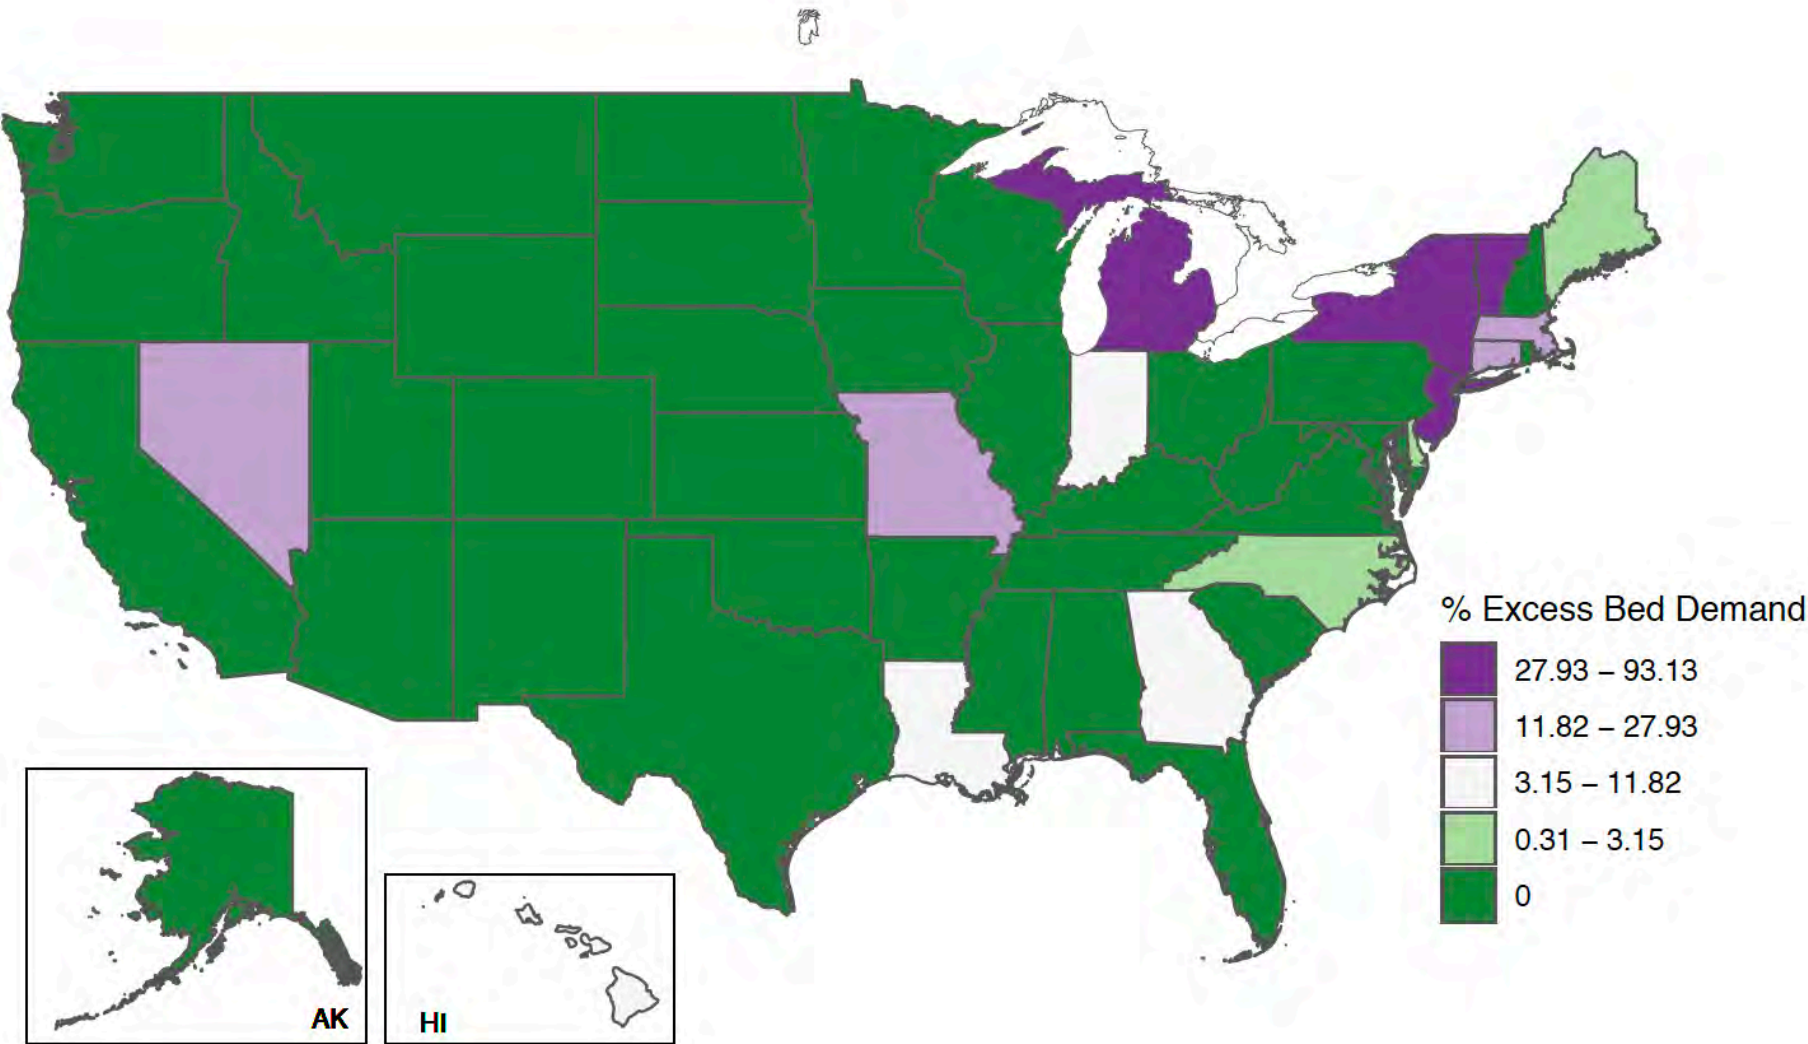 % Excess Bed Demand
27.93 – 93.13
11.82 – 27.93
3.15 – 11.82
0.31 – 3.15
0
AK
HI